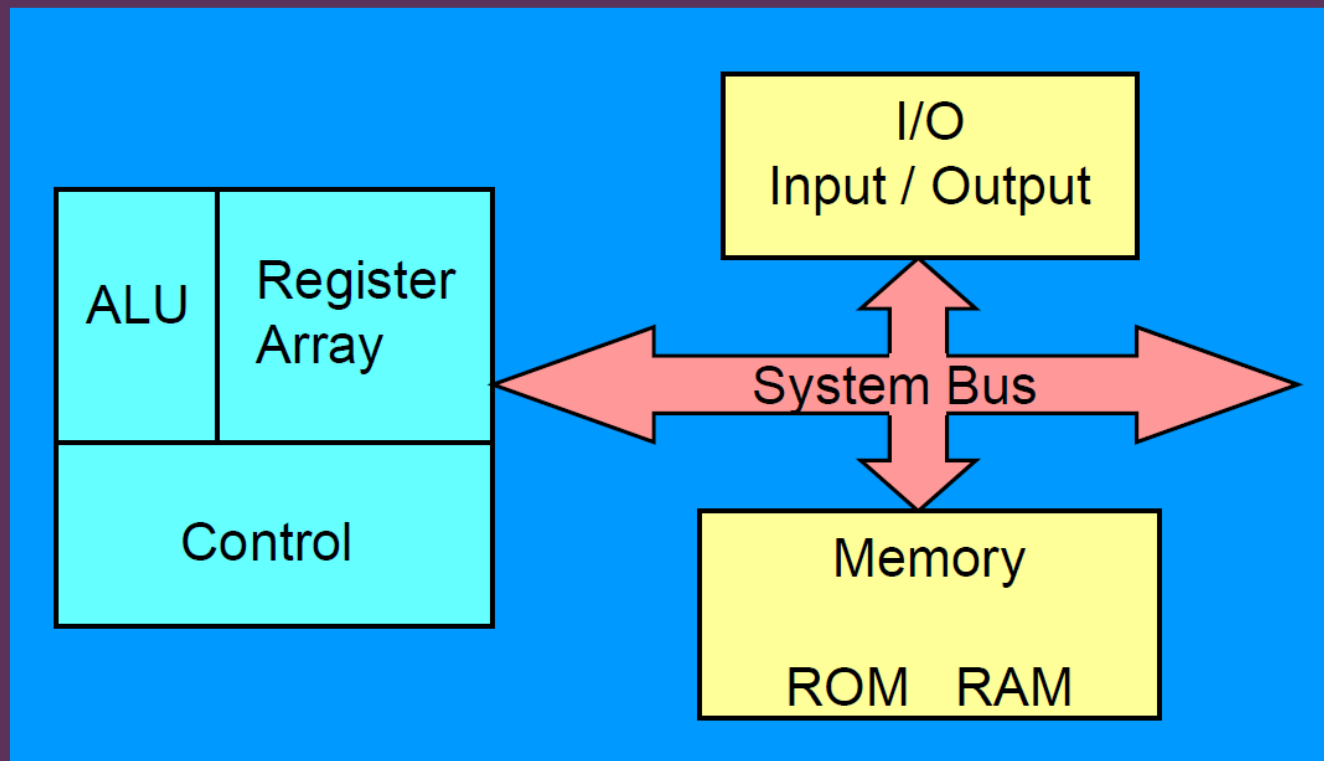 I/O
Input / Output
ALU
Register
Array
System Bus
Control
Memory
ROM RAM